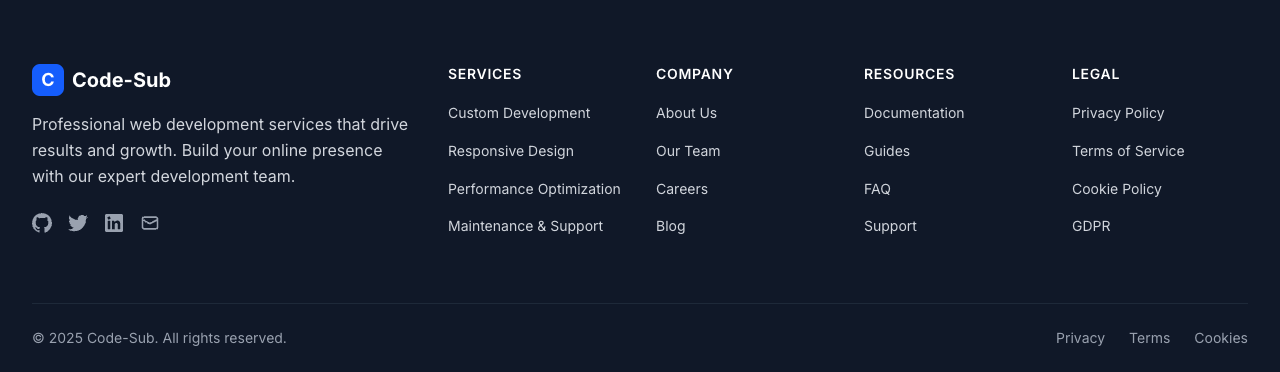 C Code-Sub
Professional web development services that drive
results and growth. Build your online presence
with our expert development team.
SERVICES
Custom Development
Responsive Design
Performance Optimization
Maintenance & Support
COMPANY
About Us
Our Team
Careers
Blog
RESOURCES
Documentation
Guides
FAQ
Support
LEGAL
Privacy Policy
Terms of Service
Cookie Policy
GDPR
© 2025 Code-Sub. All rights reserved.
Privacy Terms Cookies